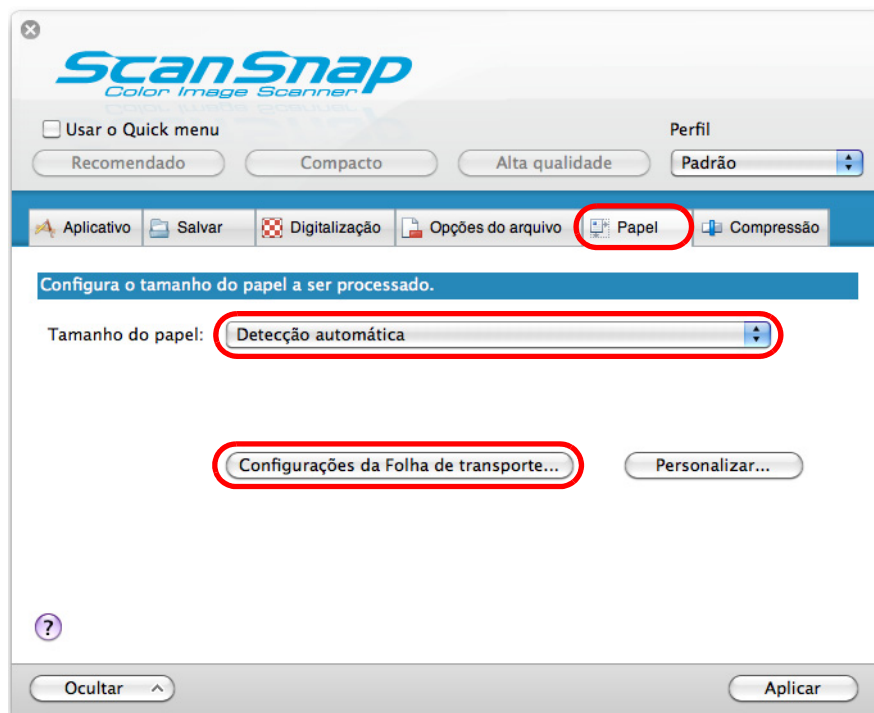 ScanSnap
Color Image Scanner
Usar o Quick menu
Perfil
Recomendado Compacto Alta qualidade Padrão
Aplicativo Salvar Digitalização Opções do arquivo Papel Compressão
Configura o tamanho do papel a ser processado.
Tamanho do papel: Detecção automática
Configurações da Folha de transporte... Personalizar...
?
Ocultar Aplicar